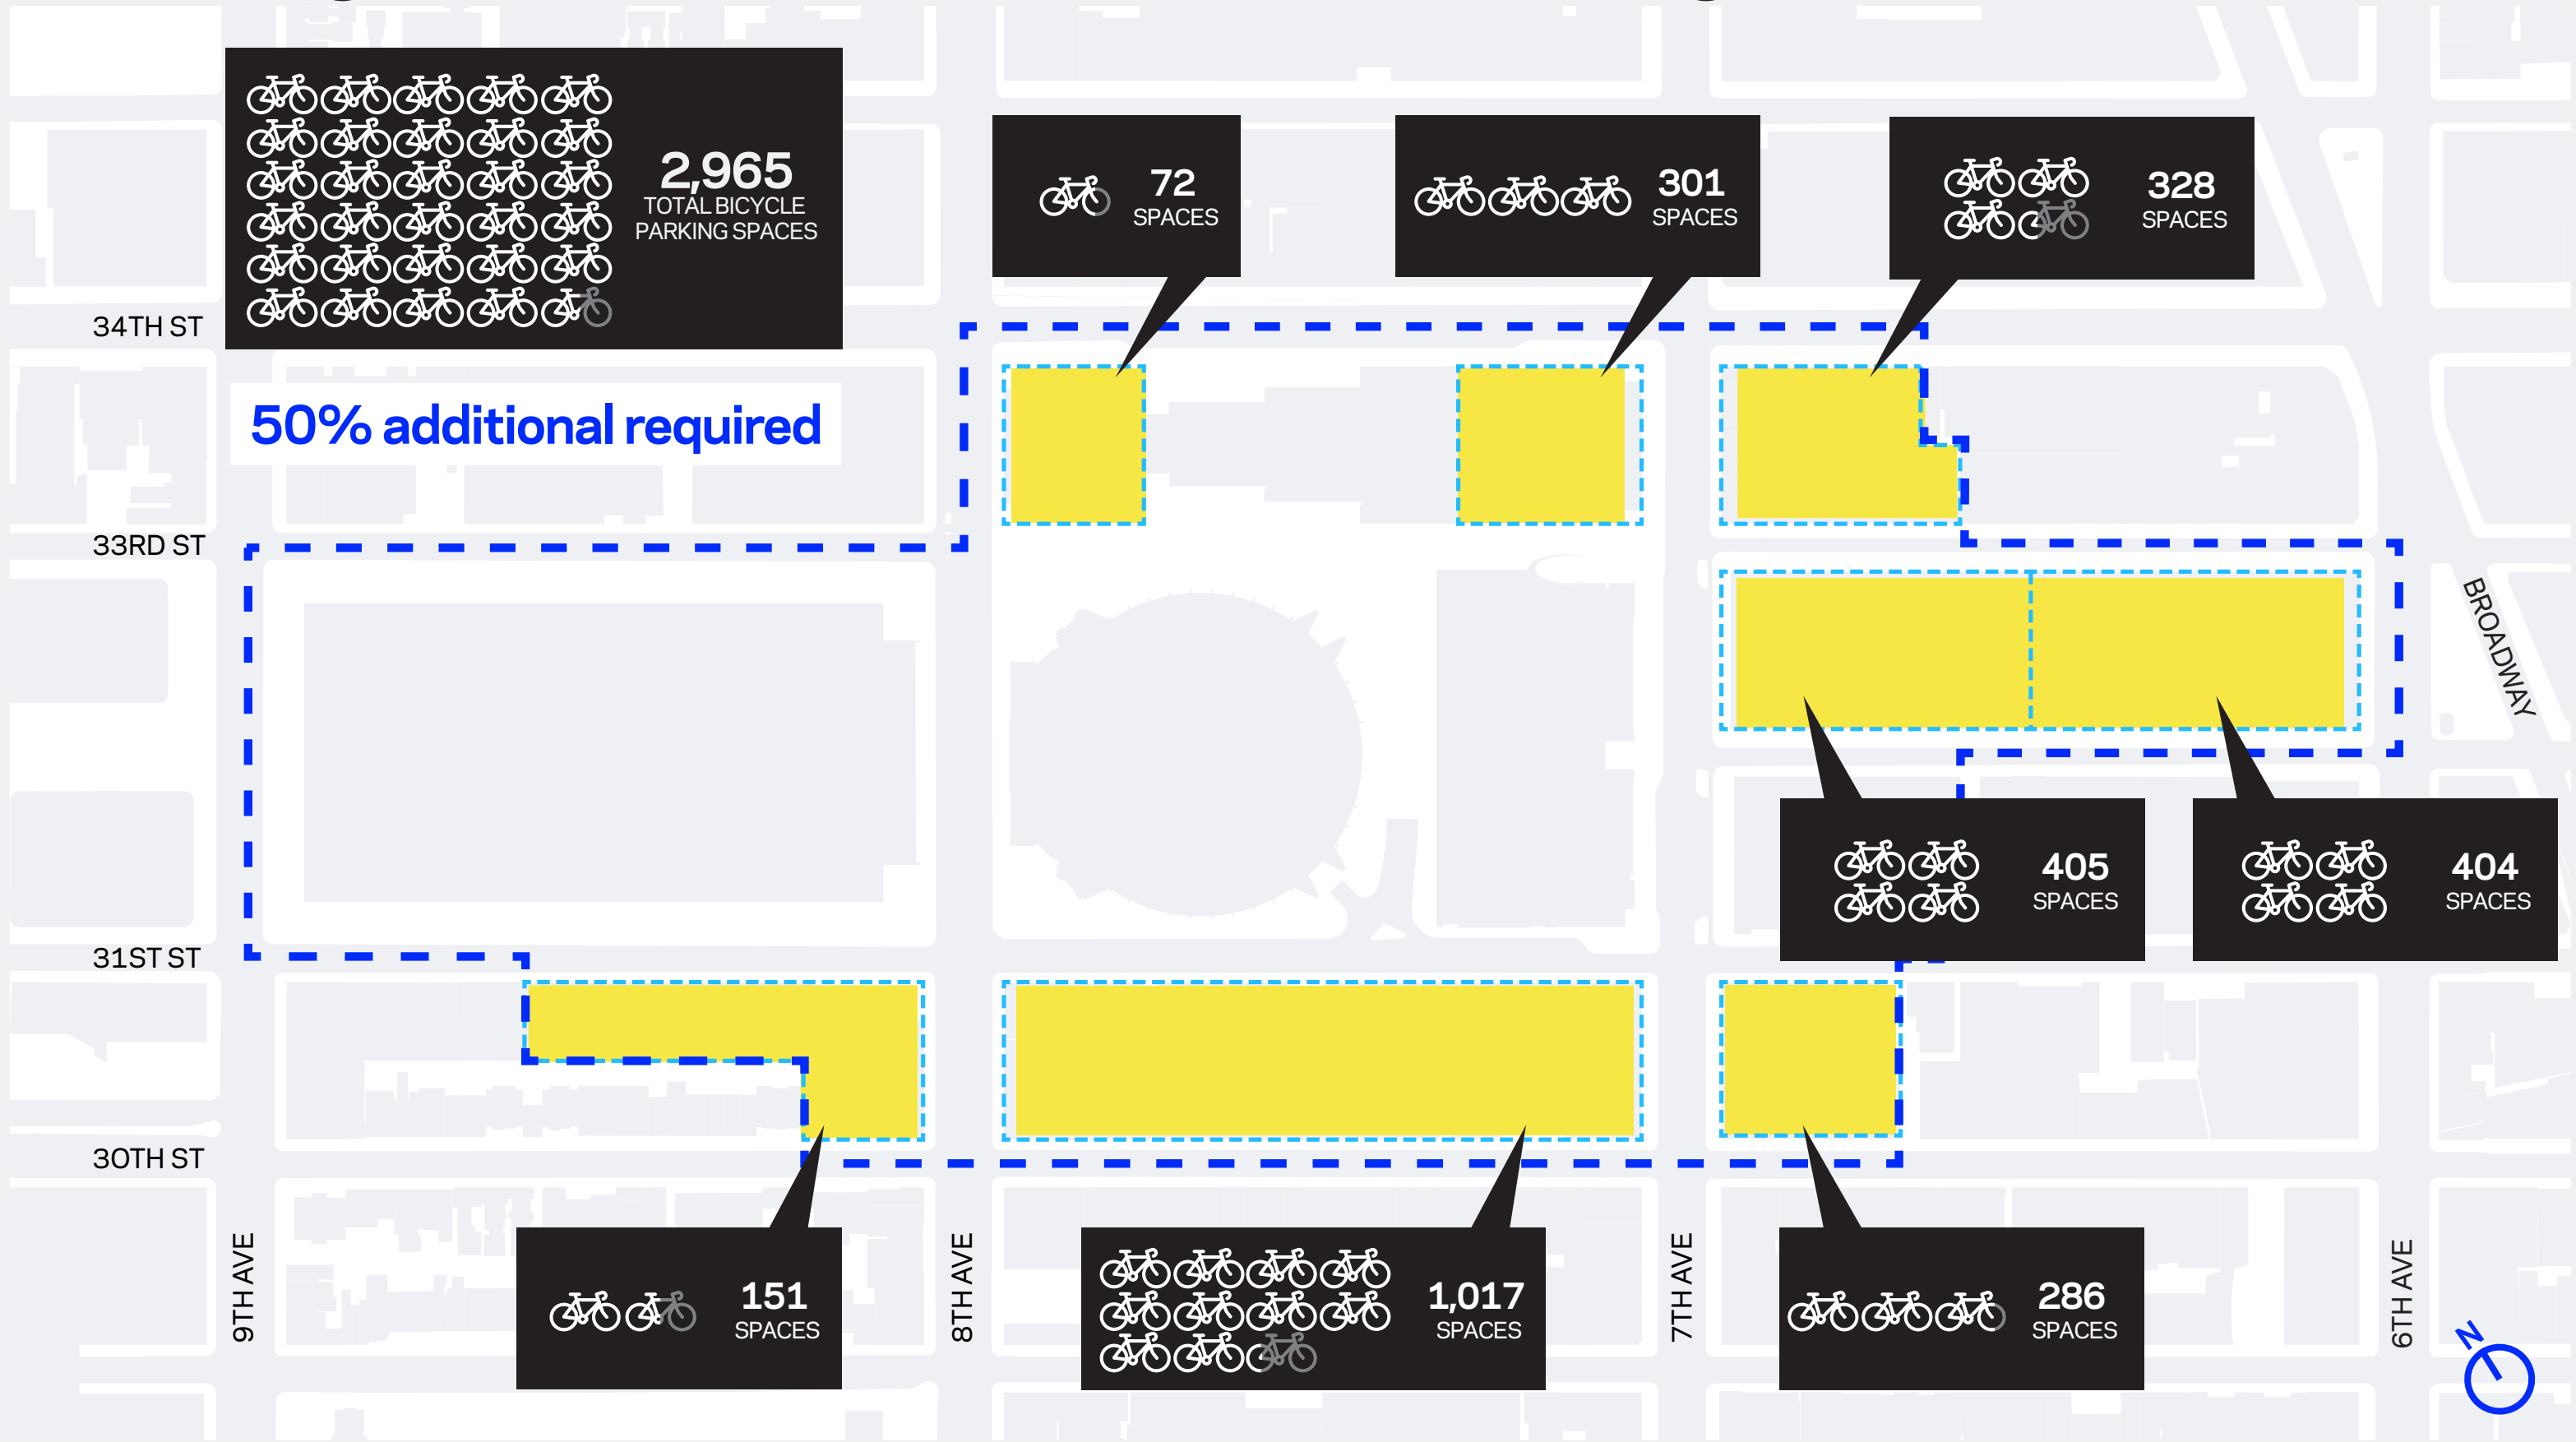 2,965
TOTAL BICYCLE
PARKING SPACES
72
SPACES
301
SPACES
328
SPACES
34TH ST
50% additional required
33RD ST
BROADWAY
405
SPACES
404
SPACES
31ST ST
30TH ST
9TH AVE
151
SPACES
8TH AVE
1,017
SPACES
7TH AVE
286
SPACES
6TH AVE
N